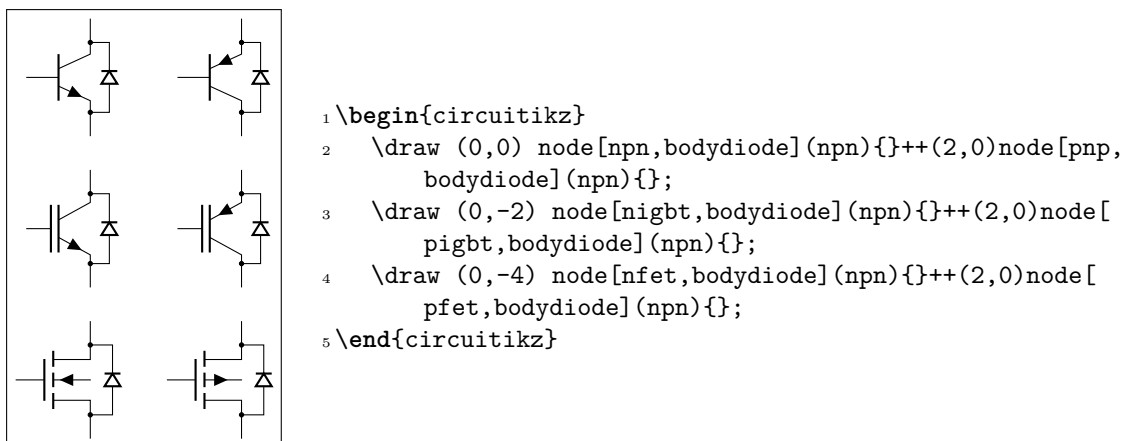 1 \begin{circuitikz}
2 \draw (0,0) node[npn,bodydiode](npn){}++(2,0)node[pnp,
bodydiode](npn){};
3 \draw (0,-2) node[nigbt,bodydiode](npn){}++(2,0)node[
pigbt,bodydiode](npn){};
4 \draw (0,-4) node[nfet,bodydiode](npn){}++(2,0)node[
pfet,bodydiode](npn){};
5 \end{circuitikz}